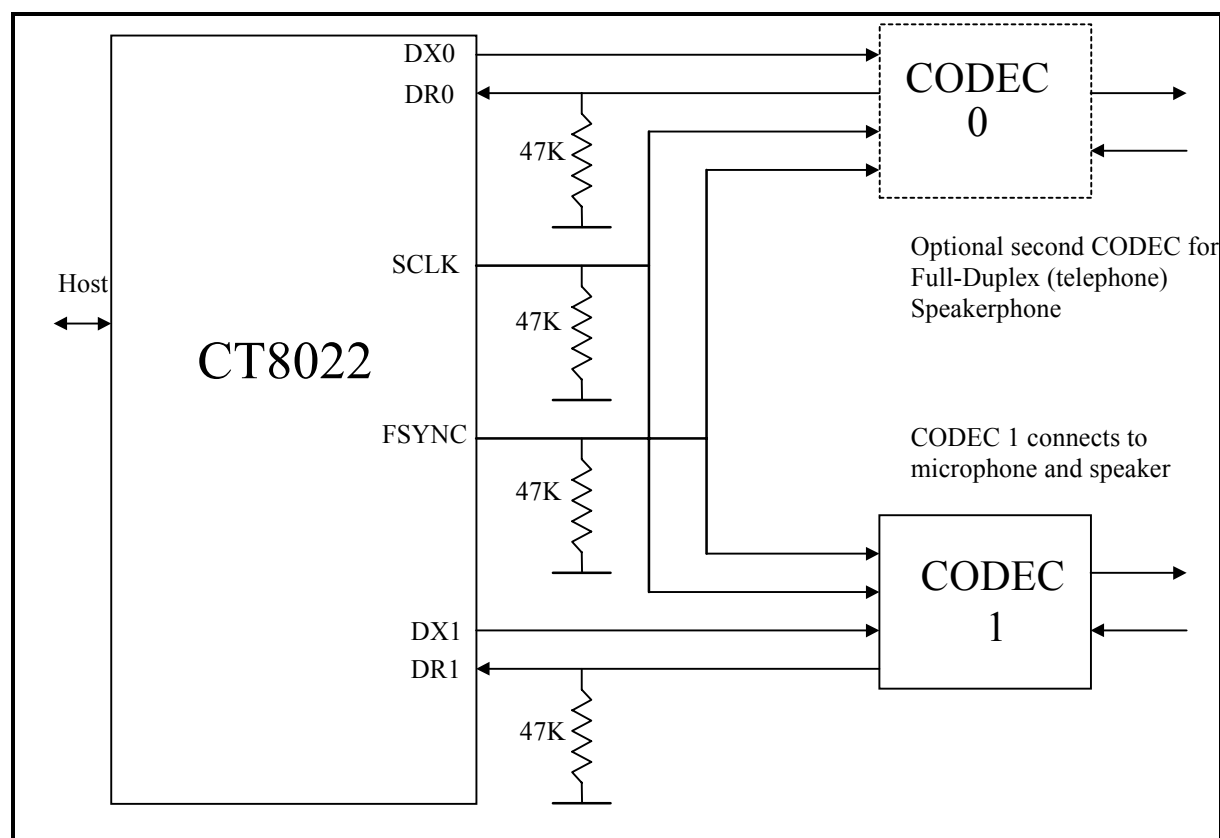 DX0
DR0
47K
SCLK
Host
47K
CT8022
FSYNC
47K
DX1
DR1
47K
CODEC
0
Optional second CODEC for
Full-Duplex (telephone)
Speakerphone
CODEC 1 connects to
microphone and speaker
CODEC
1